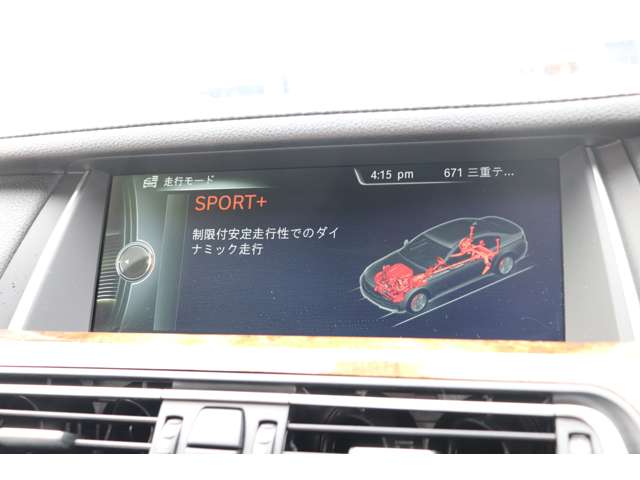 走行モード
4:15 pm 671 三重テ...
SPORT+
制限付安定走行性でのダイ
ナミック走行
− +